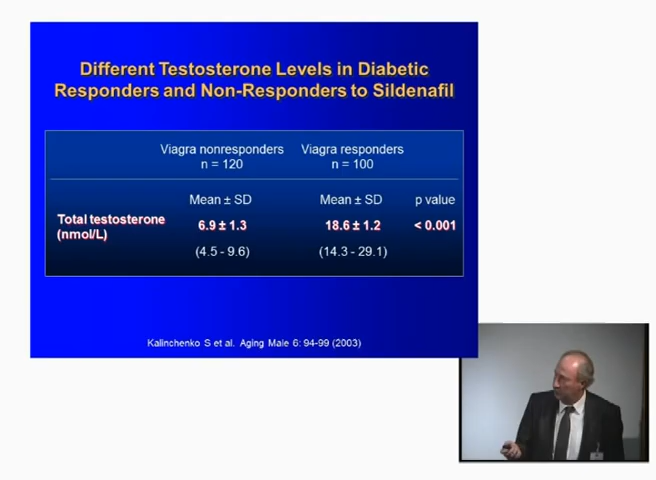 Different Testosterone Levels in Diabetic
Responders and Non-Responders to Sildenafil
Viagra nonresponders Viagra responders
n = 120 n = 100
Mean ± SD Mean ± SD p value
Total testosterone 6.9 ± 1.3 18.6 ± 1.2 < 0.001
(nmol/L)
(4.5 - 9.6) (14.3 - 29.1)
Kalinchenko S et al. Aging Male 6: 94-99 (2003)